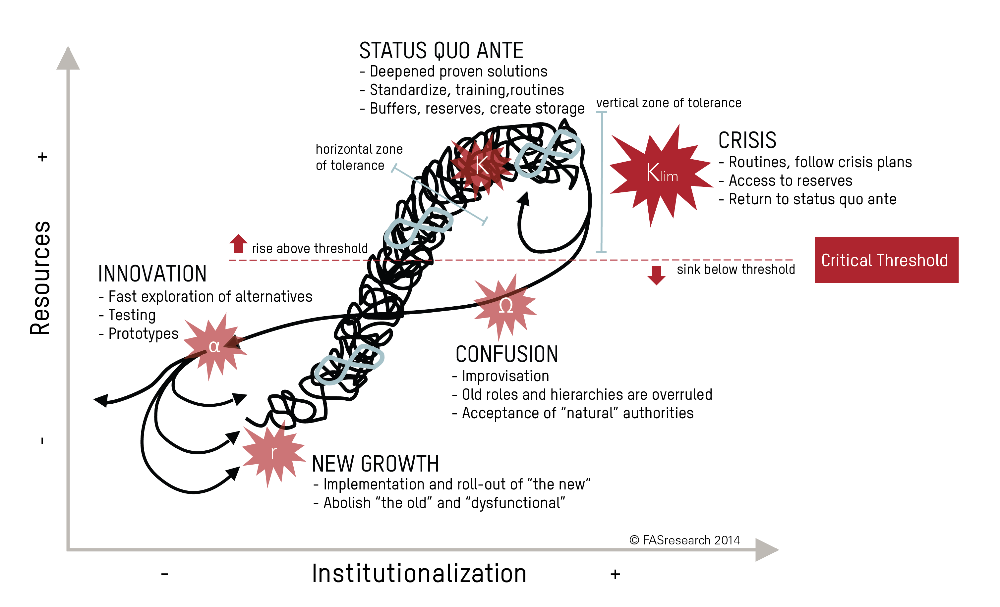 STATUS QUO ANTE
- Deepened proven solutions
- Standardize, training,routines
- Buffers, reserves, create storage
vertical zone of tolerance
horizontal zone
of tolerance
K
Klim
CRISIS
- Routines, follow crisis plans
- Access to reserves
- Return to status quo ante
+
Resources
-
rise above threshold
Critical Threshold
sink below threshold
INNOVATION
- Fast exploration of alternatives
- Testing
- Prototypes
α
Ω
CONFUSION
- Improvisation
- Old roles and hierarchies are overruled
- Acceptance of “natural” authorities
r
NEW GROWTH
- Implementation and roll-out of “the new”
- Abolish “the old” and “dysfunctional”
© FASresearch 2014
- Institutionalization +